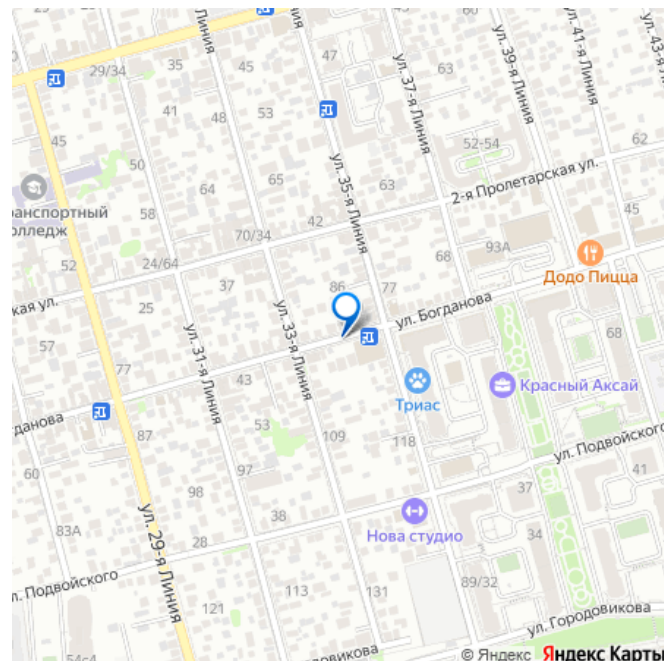 29
45
ул. 41-я Линия
43-я
29/34
35
45
47
ул. 37-я Линия
63
ул. 39-я Линия
41
53
48
ул. 35-я Линия
52-54
62
45
50
64
65
63
2-я Пролетарская ул.
ранспортный
олледж
58
42
70/34
68
93А
45
52
24/64
37
86
77
Додо Пицца
ская ул.
25
ул. 33-я Линия
ул. Богданова
57
ул. 31-я Линия
68
77
43
Триас
Красный Аксай
гданова
87
53
109
118
ул. Подвойского
60
97
98
37
41
83А
ул. 29-я Линия
38
Нова студио
34
28
л. Подвойского
113
131
89/32
121
ул. Городовикова
довикова
54с4
© Яндекс Яндекс Карты